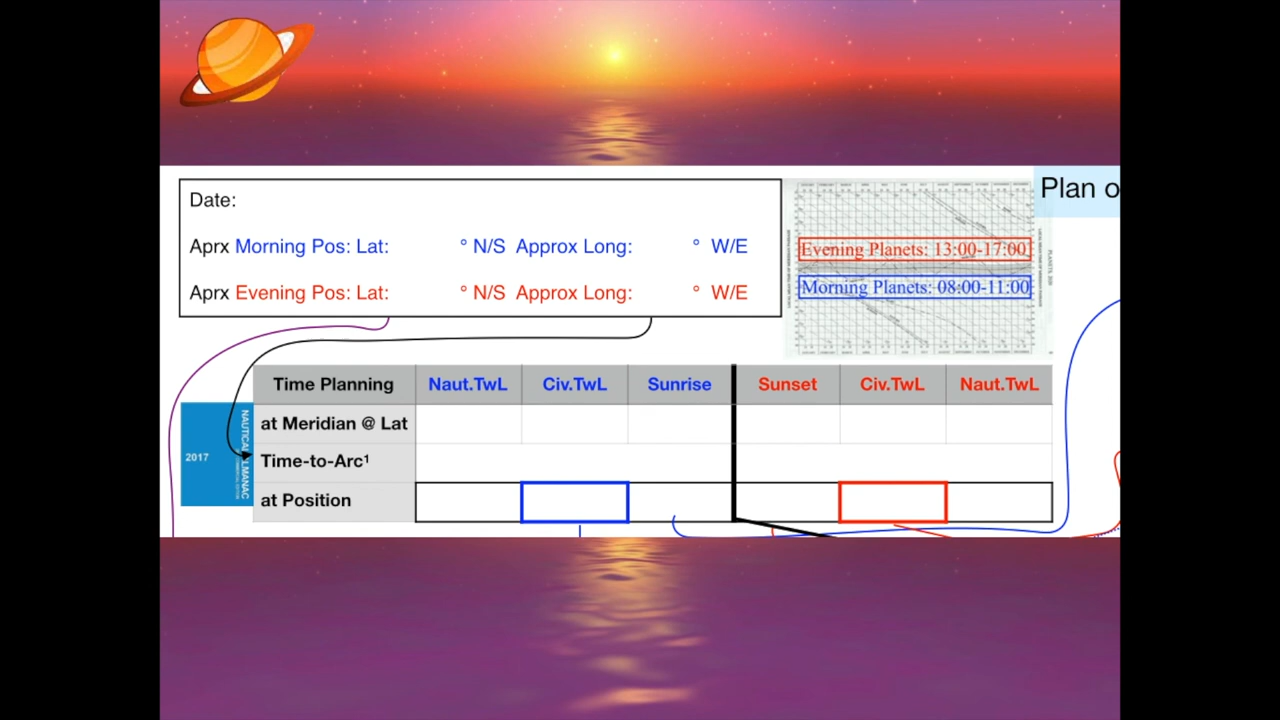 Plan o
Date:
Aprx Morning Pos: Lat: ° N/S Approx Long: ° W/E
Aprx Evening Pos: Lat: ° N/S Approx Long: ° W/E
Evening Planets: 13:00-17:00
Morning Planets: 08:00-11:00
Time Planning Naut.TwL Civ.TwL Sunrise Sunset Civ.TwL Naut.TwL
at Meridian @ Lat
Time-to-Arc¹
at Position
2017
NAUTICAL ALMANAC